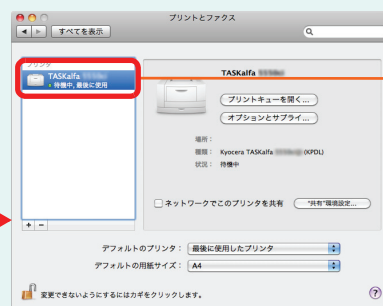 プリントとファクス
すべてを表示
プリンタ
TASKalfa
待機中, 最後に使用
TASKalfa
プリントキューを開く...
オプションとサプライ...
場所：
種類： Kyocera TASKalfa (KPDL)
状況： 待機中
ネットワークでこのプリンタを共有
"共有"環境設定...
+ −
デフォルトのプリンタ： 最後に使用したプリンタ
デフォルトの用紙サイズ： A4
変更できないようにするにはカギをクリックします。
?